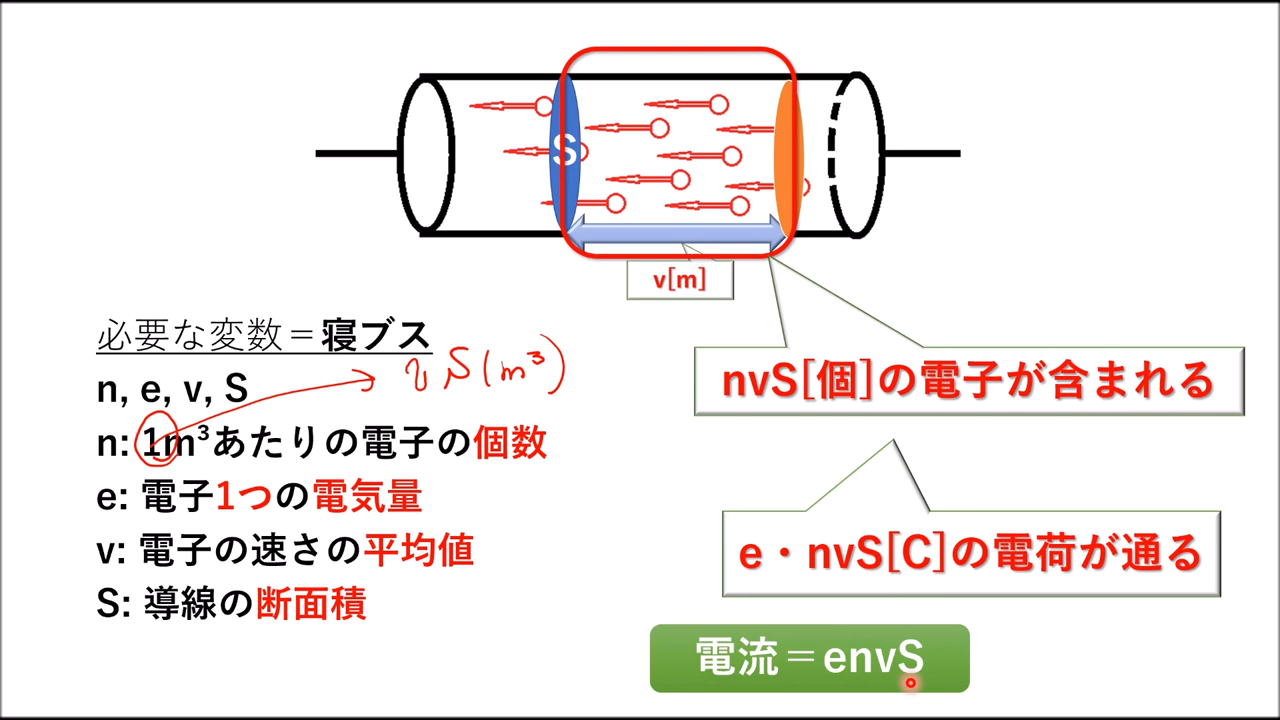 S
v[m]
必要な変数＝寝ブス
n, e, v, S
vS(m³)
n: 1m³あたりの電子の個数
e: 電子1つの電気量
v: 電子の速さの平均値
S: 導線の断面積
nvS[個]の電子が含まれる
e・nvS[C]の電荷が通る
電流＝envS